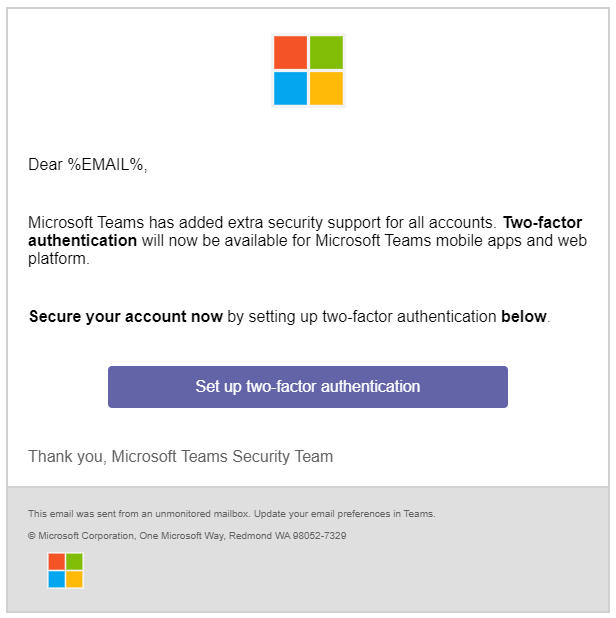 Dear %EMAIL%,
Microsoft Teams has added extra security support for all accounts. Two-factor
authentication will now be available for Microsoft Teams mobile apps and web
platform.
Secure your account now by setting up two-factor authentication below.
Set up two-factor authentication
Thank you, Microsoft Teams Security Team
This email was sent from an unmonitored mailbox. Update your email preferences in Teams.
© Microsoft Corporation, One Microsoft Way, Redmond WA 98052-7329